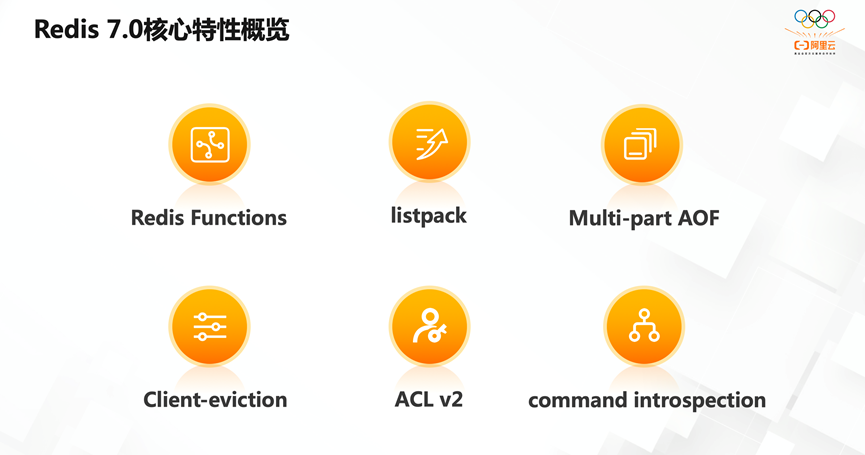 Redis 7.0核心特性概览
阿里云
Redis Functions
listpack
Multi-part AOF
Client-eviction
ACL v2
command introspection